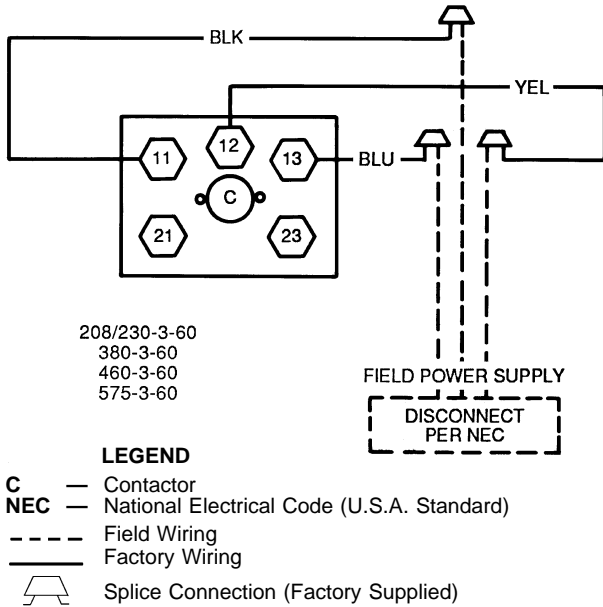 BLK
YEL
11
12
13
BLU
C
21
23
208/230-3-60
380-3-60
460-3-60
575-3-60
FIELD POWER SUPPLY
DISCONNECT
PER NEC
LEGEND
C — Contactor
NEC — National Electrical Code (U.S.A. Standard)
Field Wiring
Factory Wiring
Splice Connection (Factory Supplied)